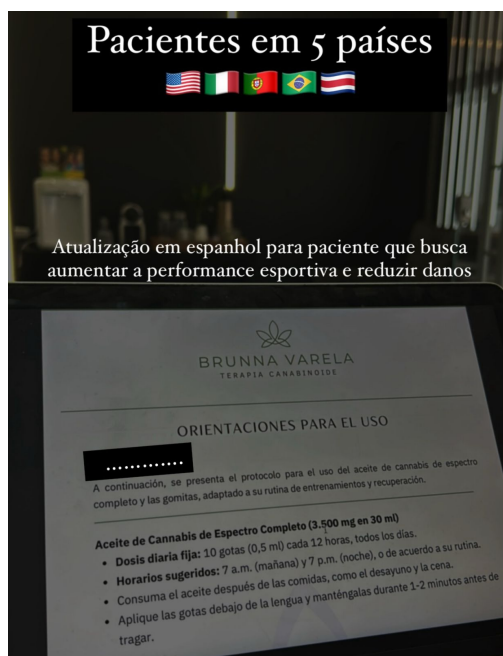 Pacientes em 5 países
Atualização em espanhol para paciente que busca
aumentar a performance esportiva e reduzir danos
BRUNNA VARELA
TERAPIA CANABINOIDE
ORIENTACIONES PARA EL USO
A continuación, se presenta el protocolo para el uso del aceite de cannabis de espectro
completo y las gomitas, adaptado a su rutina de entrenamientos y recuperación.
Aceite de Cannabis de Espectro Completo (3.500 mg en 30 ml)
• Dosis diaria fija: 10 gotas (0,5 ml) cada 12 horas, todos los días.
• Horarios sugeridos: 7 a.m. (mañana) y 7 p.m. (noche), o de acuerdo a su rutina.
• Consuma el aceite después de las comidas, como el desayuno y la cena.
• Aplique las gotas debajo de la lengua y manténgalas durante 1-2 minutos antes de
tragar.